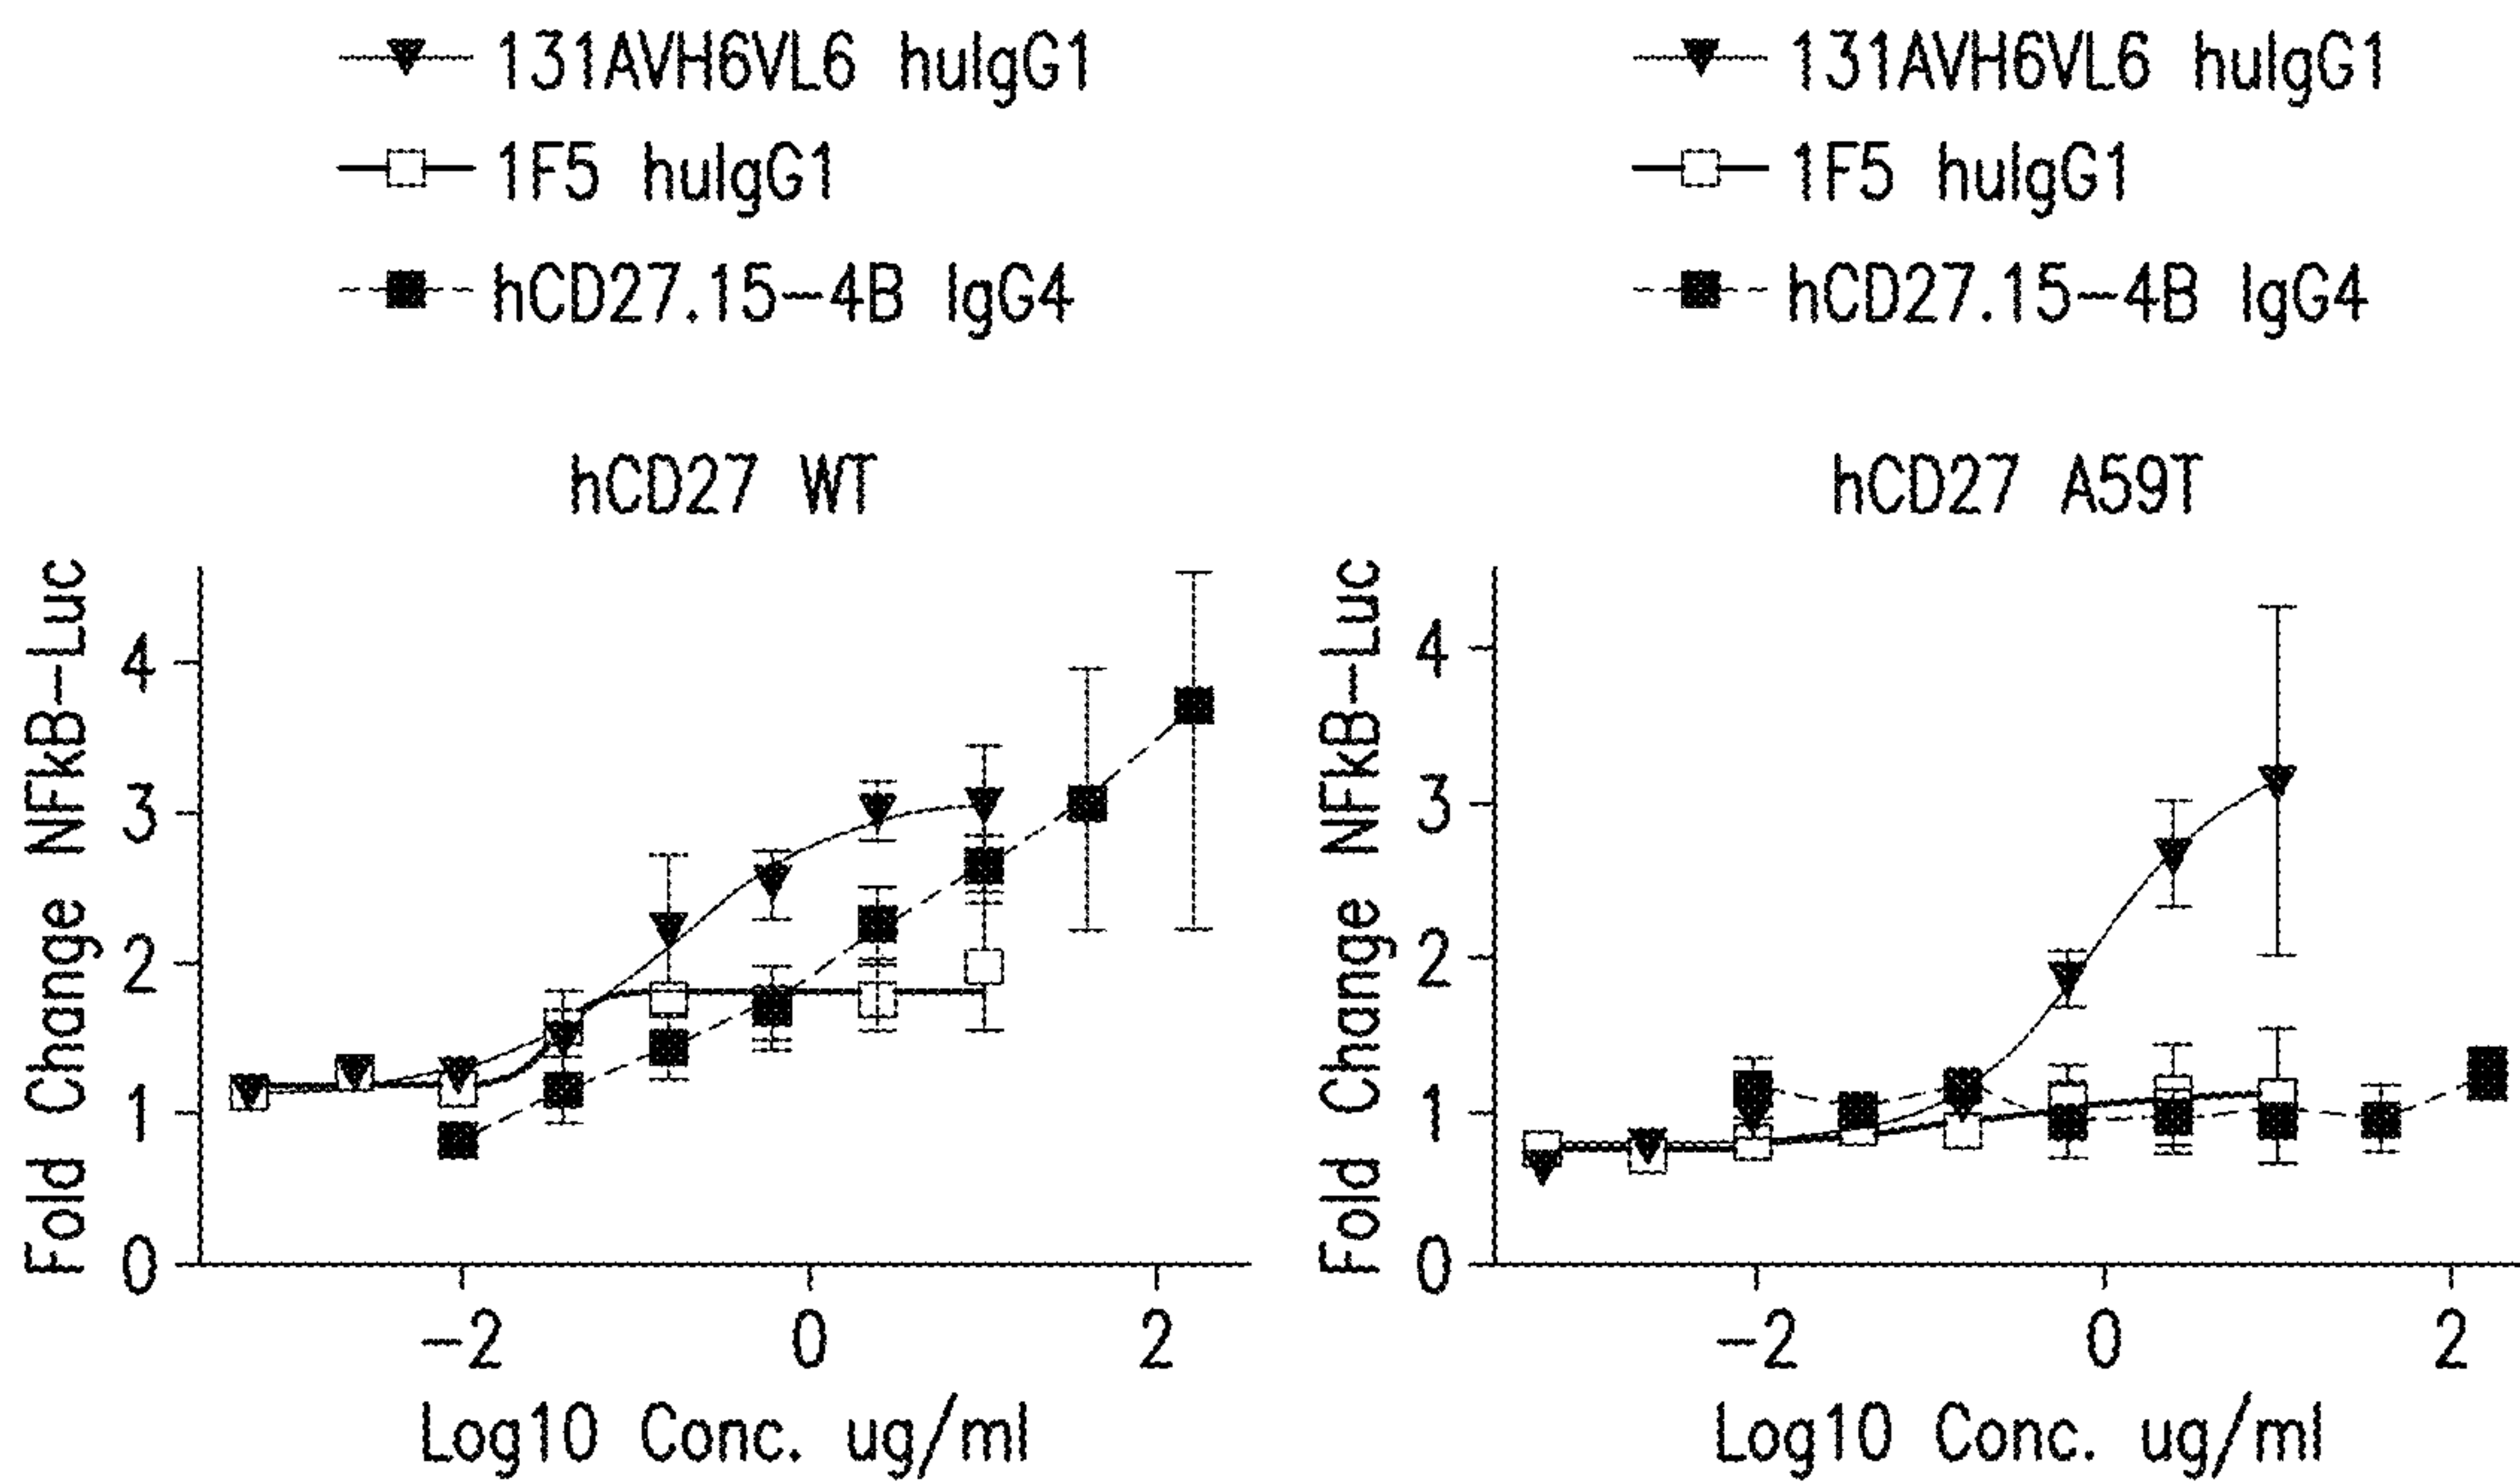 131AVH6VL6 huIgG1
1F5 huIgG1
hCD27.15-4B IgG4
hCD27 WT
Fold Change NFkB-Luc
4
3
2
1
0
-2 0 2
Log10 Conc. ug/ml
131AVH6VL6 huIgG1
1F5 huIgG1
hCD27.15-4B IgG4
hCD27 A59T
Fold Change NFkB-Luc
4
3
2
1
0
-2 0 2
Log10 Conc. ug/ml